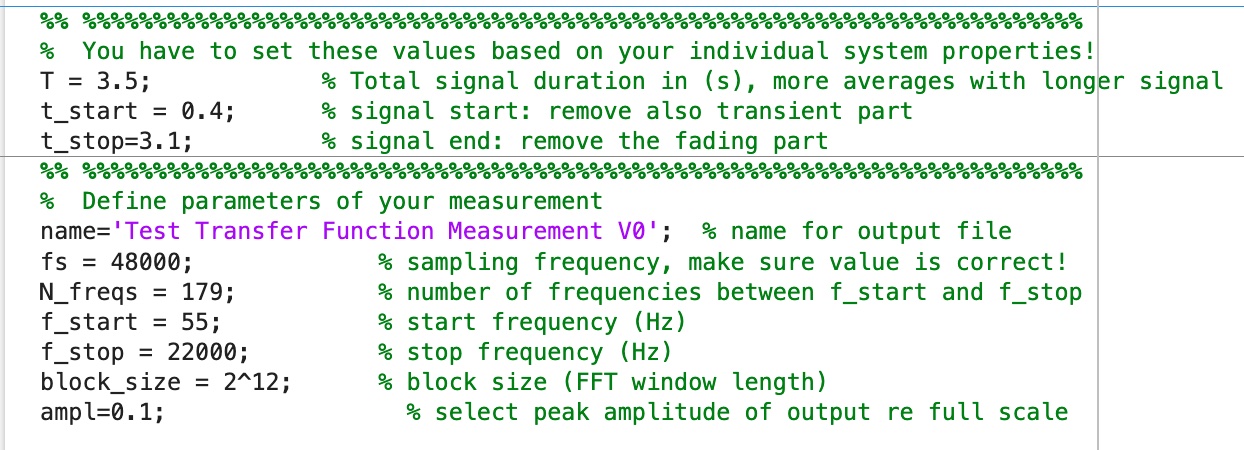 %% %%%%%%%%%%%%%%%%%%%%%%%%%%%%%%%%%%%%%%%%%%%%%%%%%%%%%%%%%%%%%%%%%%%%%%%
%  You have to set these values based on your individual system properties!
T = 3.5;            % Total signal duration in (s), more averages with longer signal
t_start = 0.4;      % signal start: remove also transient part
t_stop=3.1;         % signal end: remove the fading part
%% %%%%%%%%%%%%%%%%%%%%%%%%%%%%%%%%%%%%%%%%%%%%%%%%%%%%%%%%%%%%%%%%%%%%%%%
%  Define parameters of your measurement
name='Test Transfer Function Measurement V0';  % name for output file
fs = 48000;             % sampling frequency, make sure value is correct!
N_freqs = 179;          % number of frequencies between f_start and f_stop
f_start = 55;           % start frequency (Hz)
f_stop = 22000;         % stop frequency (Hz)
block_size = 2^12;      % block size (FFT window length)
ampl=0.1;                 % select peak amplitude of output re full scale